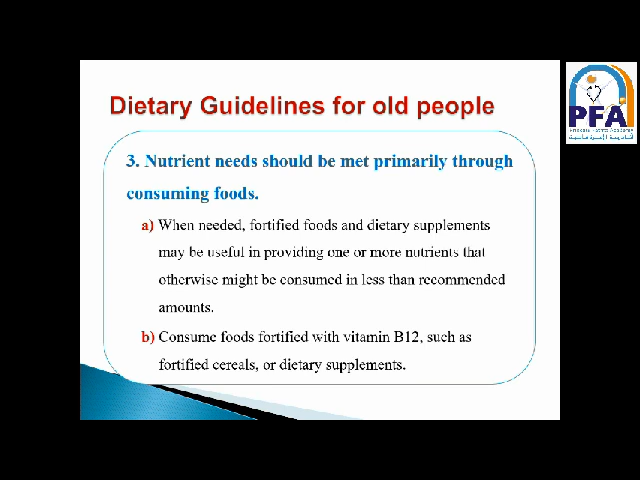 Dietary Guidelines for old people
3. Nutrient needs should be met primarily through
consuming foods.
a) When needed, fortified foods and dietary supplements
may be useful in providing one or more nutrients that
otherwise might be consumed in less than recommended
amounts.
b) Consume foods fortified with vitamin B12, such as
fortified cereals, or dietary supplements.
PFA